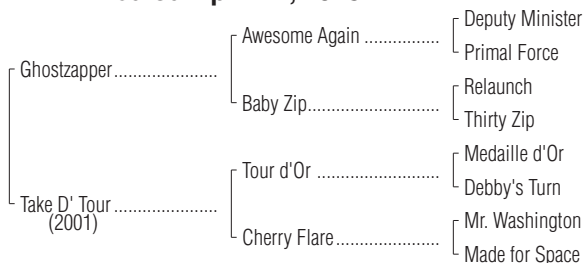 Deputy Minister
Awesome Again ................
Primal Force
Ghostzapper......................
Relaunch
Baby Zip............................
Thirty Zip
Medaille d'Or
Tour d'Or ..........................
Debby's Turn
Take D' Tour ......................
(2001)
Mr. Washington
Cherry Flare......................
Made for Space